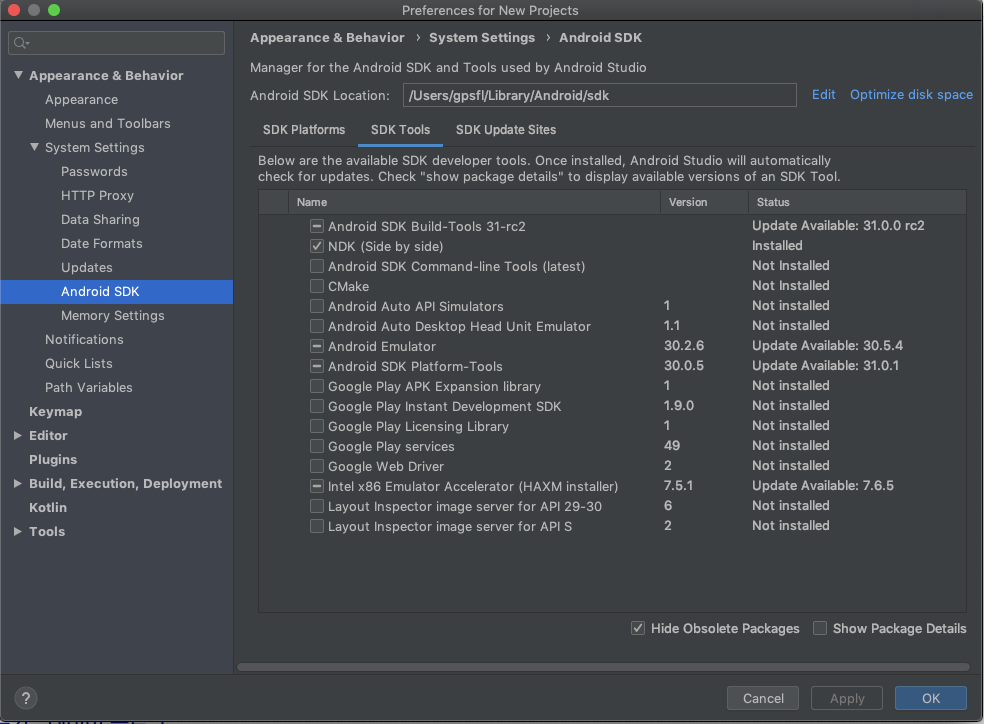 Preferences for New Projects
Appearance & Behavior
Appearance
Menus and Toolbars
System Settings
Passwords
HTTP Proxy
Data Sharing
Date Formats
Updates
Android SDK
Memory Settings
Notifications
Quick Lists
Path Variables
Keymap
Editor
Plugins
Build, Execution, Deployment
Kotlin
Tools
?
Appearance & Behavior › System Settings › Android SDK
Manager for the Android SDK and Tools used by Android Studio
Android SDK Location: /Users/gpsfl/Library/Android/sdk Edit Optimize disk space
SDK Platforms SDK Tools SDK Update Sites
Below are the available SDK developer tools. Once installed, Android Studio will automatically
check for updates. Check "show package details" to display available versions of an SDK Tool.
Name Version Status
Android SDK Build-Tools 31-rc2 Update Available: 31.0.0 rc2
NDK (Side by side) Installed
Android SDK Command-line Tools (latest) Not Installed
CMake Not Installed
Android Auto API Simulators 1 Not installed
Android Auto Desktop Head Unit Emulator 1.1 Not installed
Android Emulator 30.2.6 Update Available: 30.5.4
Android SDK Platform-Tools 30.0.5 Update Available: 31.0.1
Google Play APK Expansion library 1 Not installed
Google Play Instant Development SDK 1.9.0 Not installed
Google Play Licensing Library 1 Not installed
Google Play services 49 Not installed
Google Web Driver 2 Not installed
Intel x86 Emulator Accelerator (HAXM installer) 7.5.1 Update Available: 7.6.5
Layout Inspector image server for API 29-30 6 Not installed
Layout Inspector image server for API S 2 Not installed
Hide Obsolete Packages Show Package Details
Cancel Apply OK